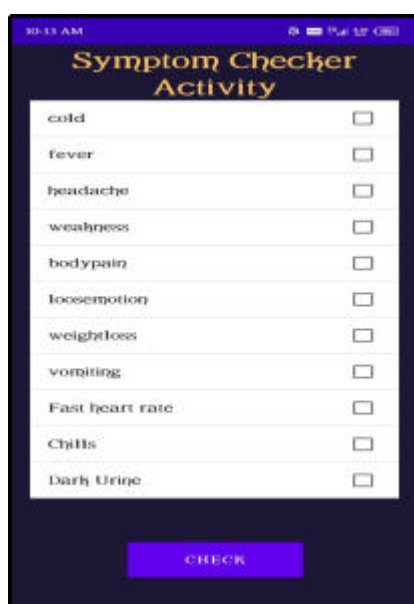 10:13 AM
Symptom Checker
Activity
cold
fever
headache
weakness
bodypain
loosemotion
weightloss
vomiting
Fast heart rate
Chills
Dark Urine
CHECK